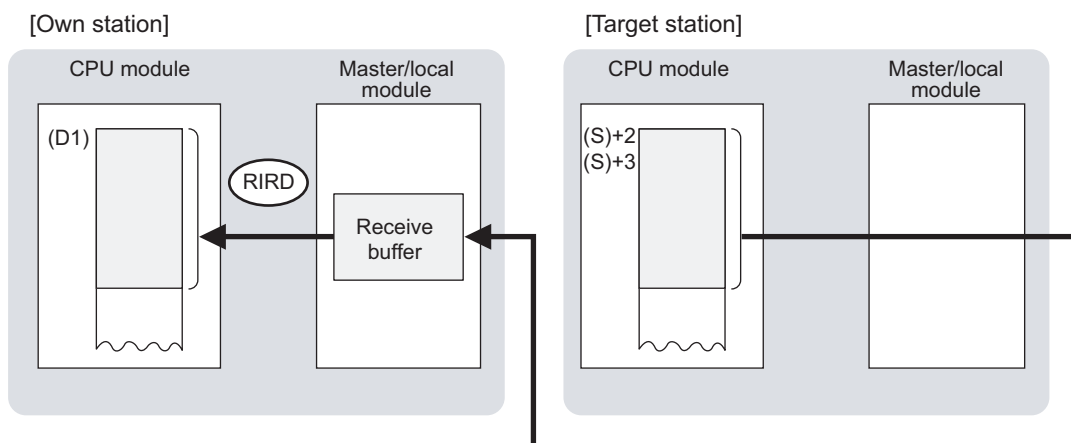 [Own station]
CPU module
Master/local
module
(D1)
RIRD
Receive
buffer
[Target station]
CPU module
Master/local
module
(S)+2
(S)+3